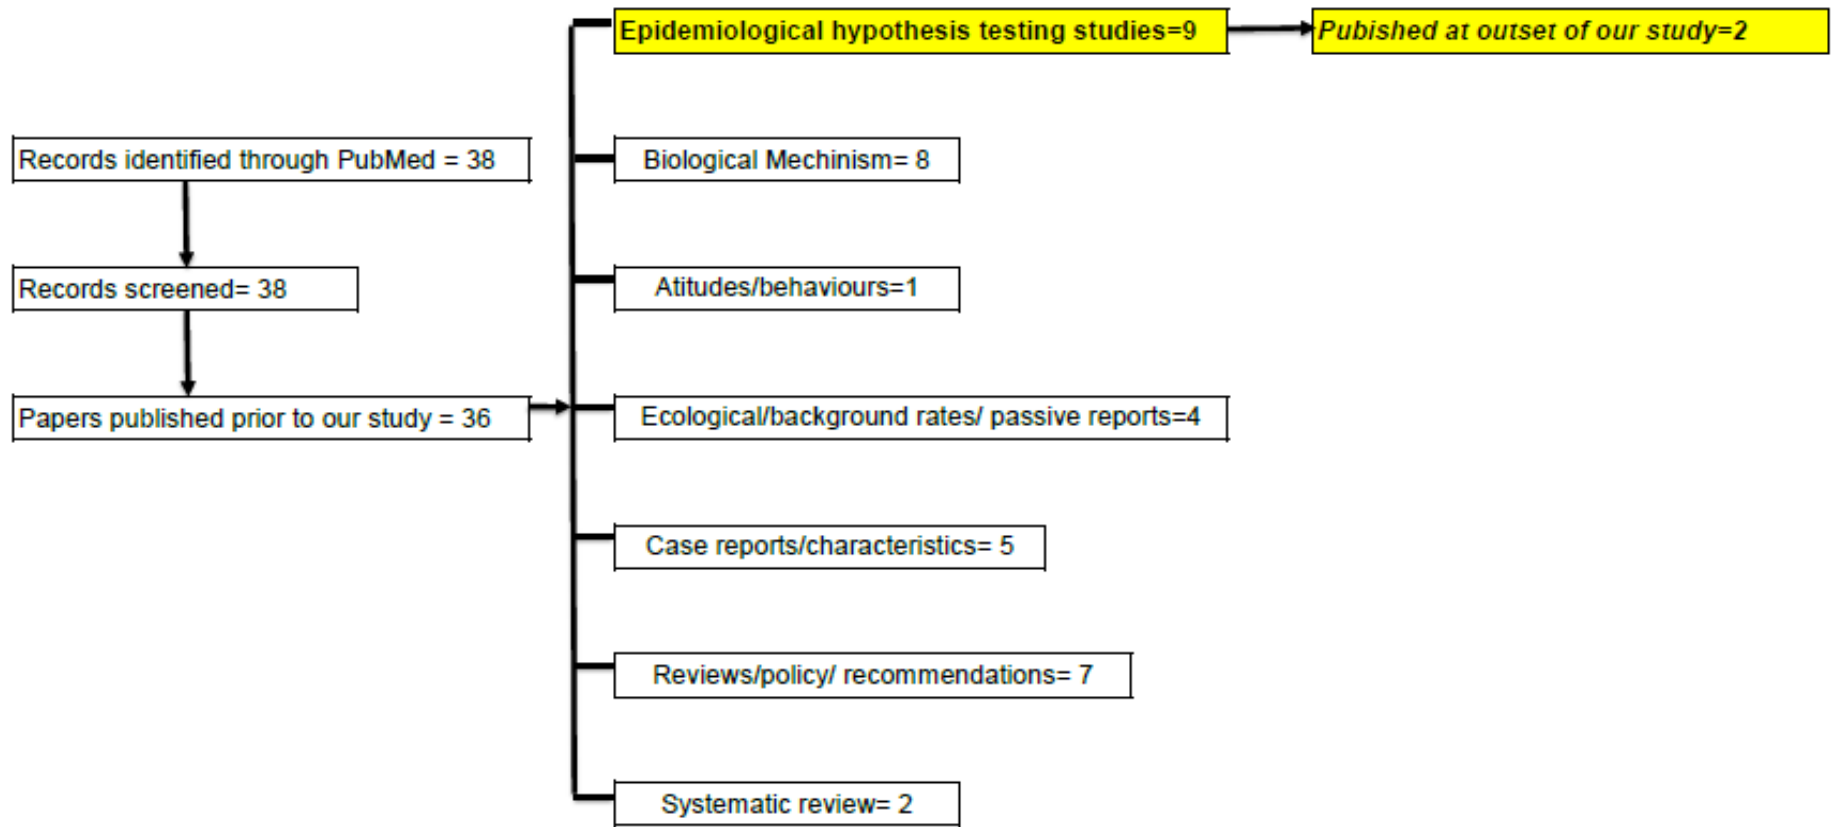 Epidemiological hypothesis testing studies=9
Pubished at outset of our study=2
Records identified through PubMed = 38
Biological Mechinism= 8
Records screened= 38
Atitudes/behaviours=1
Papers published prior to our study = 36
Ecological/background rates/ passive reports=4
Case reports/characteristics= 5
Reviews/policy/ recommendations= 7
Systematic review= 2